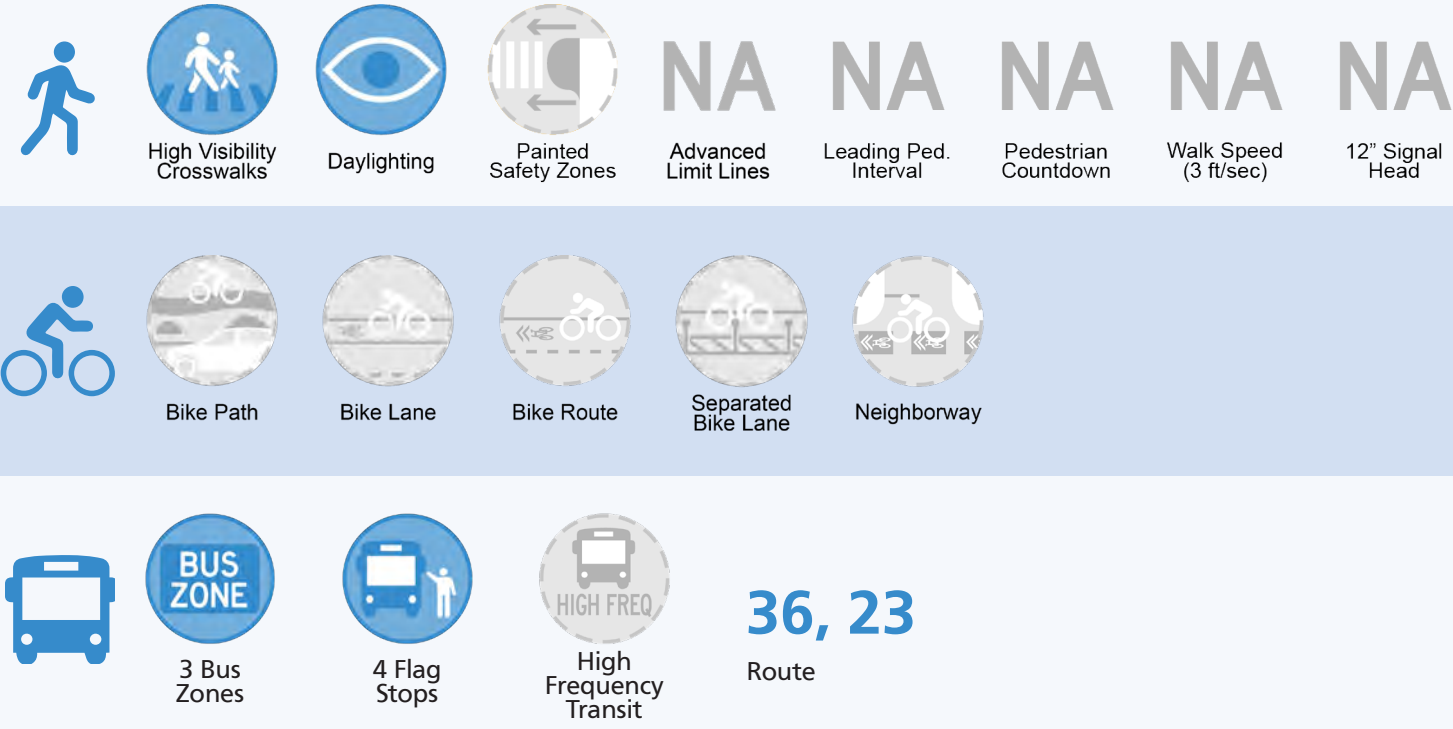 NA NA NA NA NA
High Visibility
Crosswalks
Daylighting
Painted
Safety Zones
Advanced
Limit Lines
Leading Ped.
Interval
Pedestrian
Countdown
Walk Speed
(3 ft/sec)
12” Signal
Head
Bike Path
Bike Lane
Bike Route
Separated
Bike Lane
Neighborway
BUS
ZONE
3 Bus
Zones
4 Flag
Stops
HIGH FREQ
High
Frequency
Transit
36, 23
Route